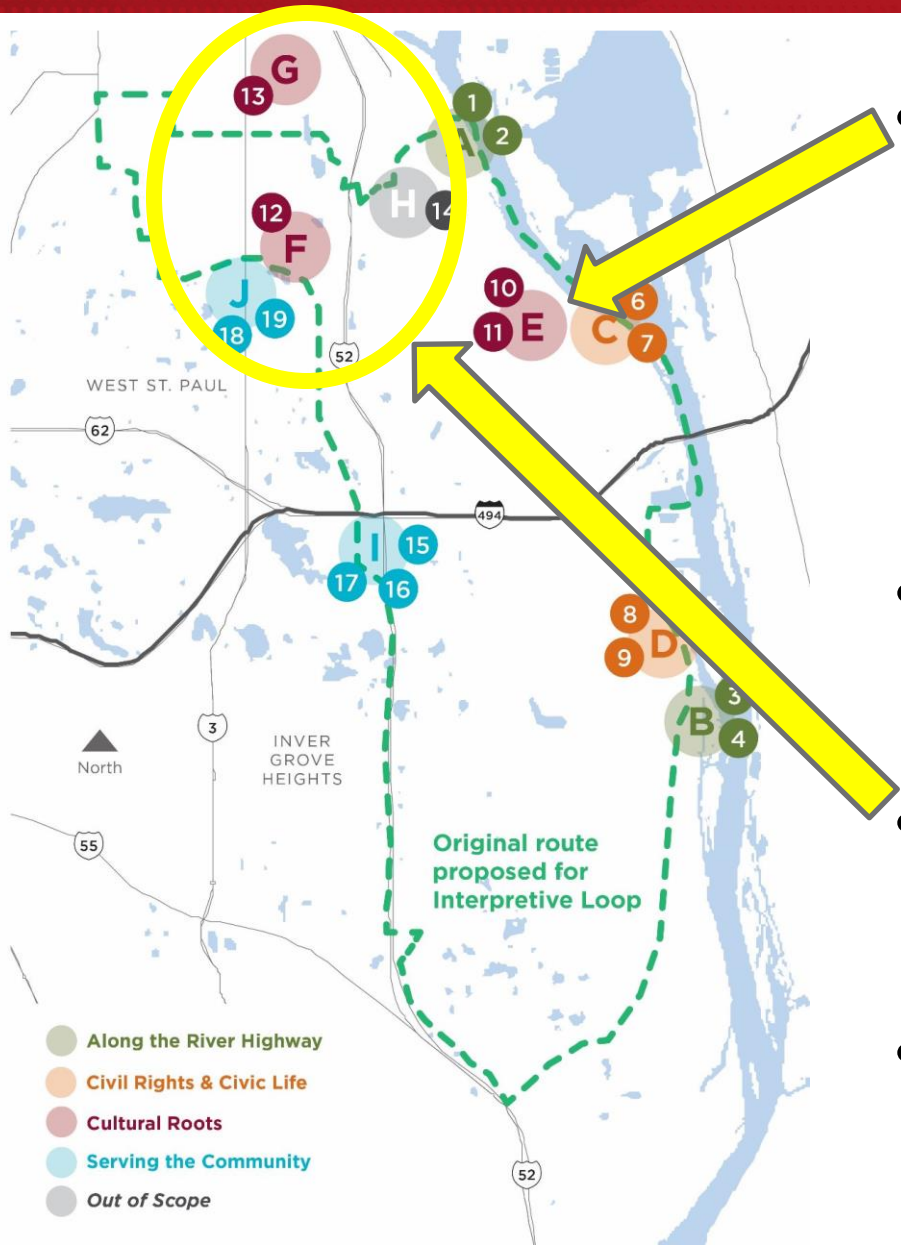 G
13
1
A
2
H
14
12
F
J
19
18
10
11
E
C
6
7
52
WEST ST. PAUL
62
494
I
15
17
16
8
9
D
3
B
4
3
North
INVER
GROVE
HEIGHTS
55
Original route
proposed for
Interpretive Loop
Along the River Highway
Civil Rights & Civic Life
Cultural Roots
Serving the Community
Out of Scope
52